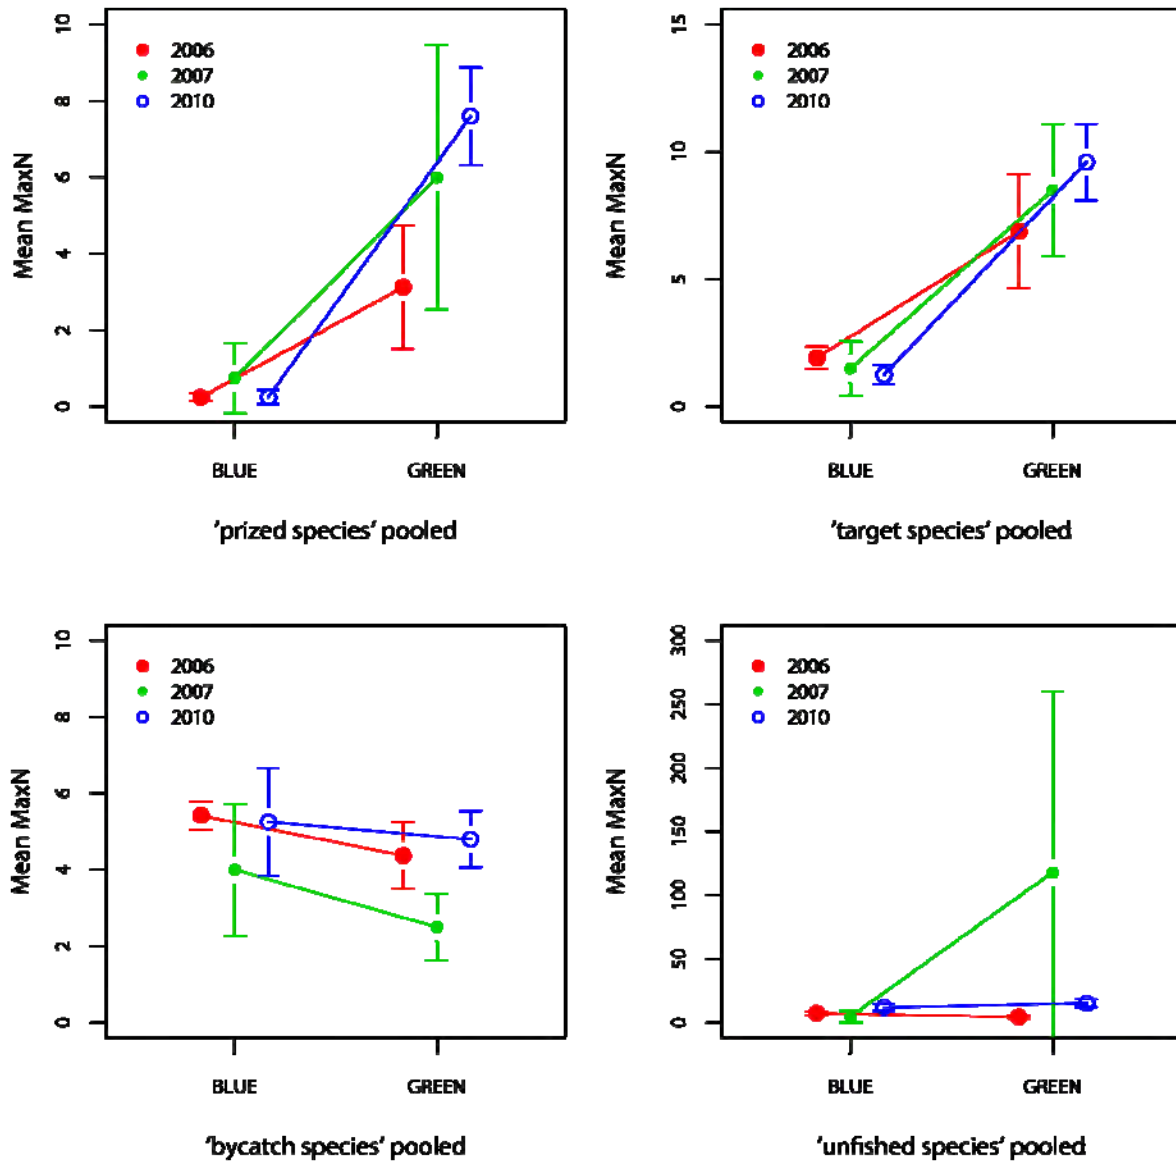 10
8
6
4
2
0
Mean MaxN
2006
2007
2010
BLUE
GREEN
'prized species' pooled
15
10
5
0
Mean MaxN
2006
2007
2010
BLUE
GREEN
'target species' pooled
10
8
6
4
2
0
Mean MaxN
2006
2007
2010
BLUE
GREEN
'bycatch species' pooled
300
250
200
150
100
50
0
Mean MaxN
2006
2007
2010
BLUE
GREEN
'unfished species' pooled